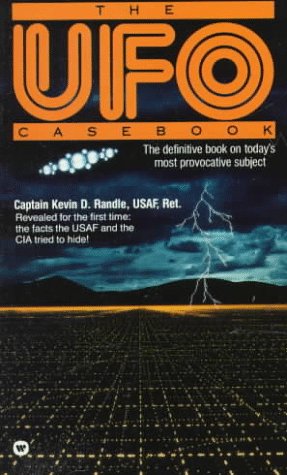 THE
UFO
CASEBOOK
The definitive book on today's
most provocative subject
Captain Kevin D. Randle, USAF, Ret.
Revealed for the first time:
the facts the USAF and the
CIA tried to hide!